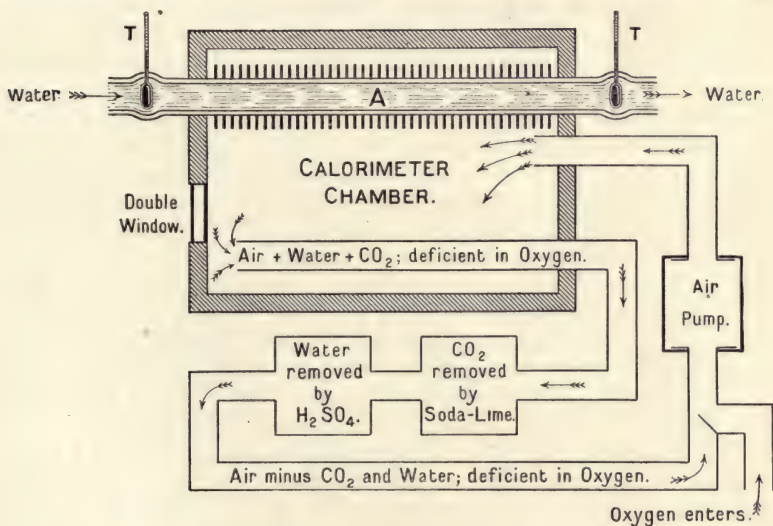 T
T
Water
A
Water.
CALORIMETER
CHAMBER.
Double
Window.
Air + Water + CO₂; deficient in Oxygen.
Air
Pump.
Water
removed
by
H₂SO₄.
CO₂
removed
by
Soda-Lime.
Air minus CO₂ and Water; deficient in Oxygen.
Oxygen enters.